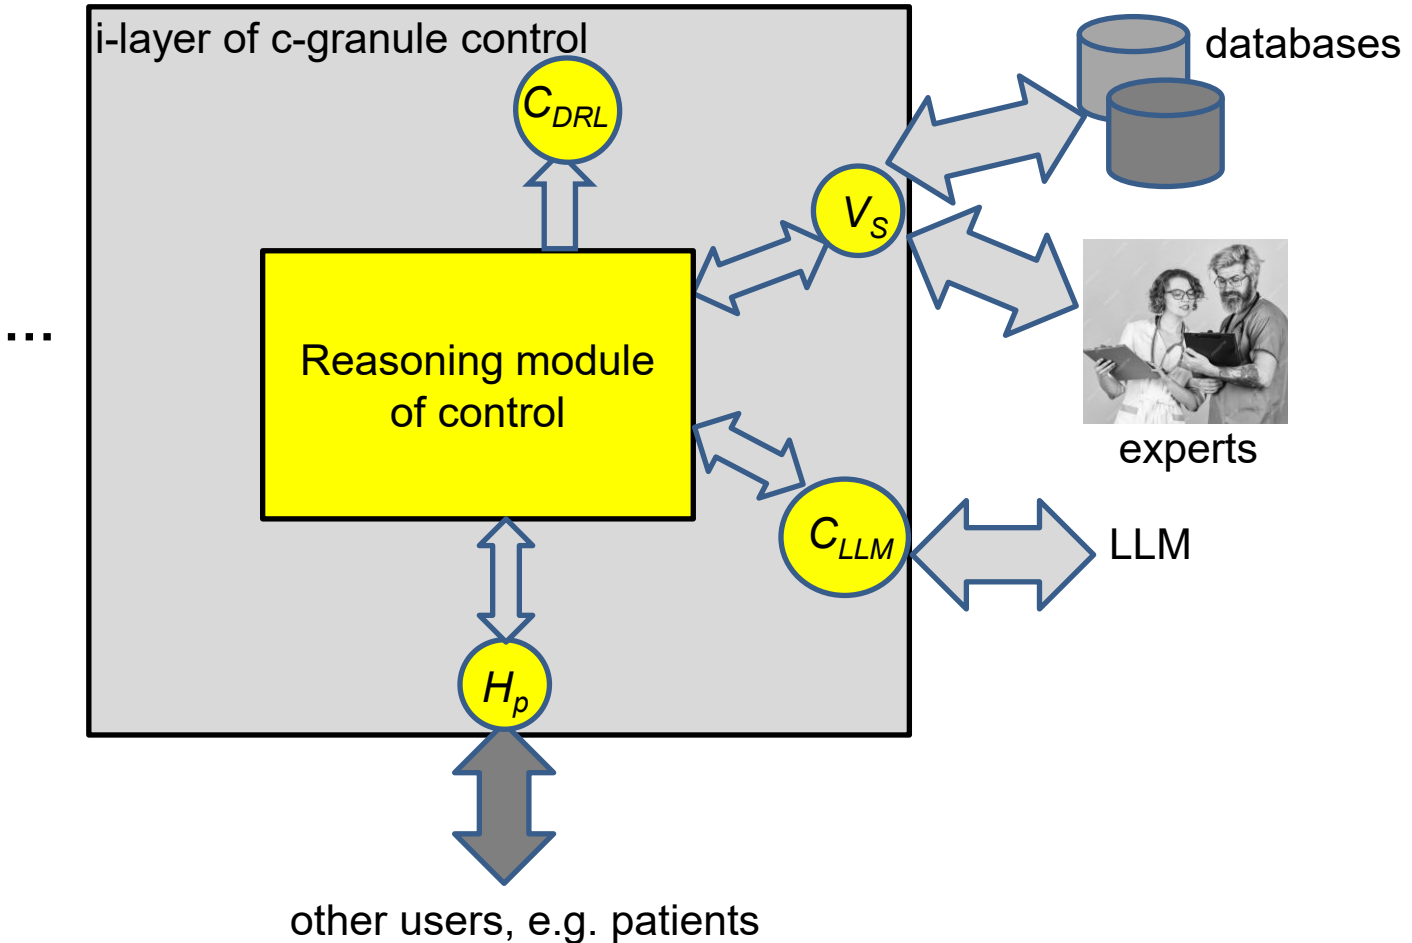 i-layer of c-granule control
databases
C_DRL
V_S
...
Reasoning module
of control
experts
C_LLM
LLM
H_p
other users, e.g. patients